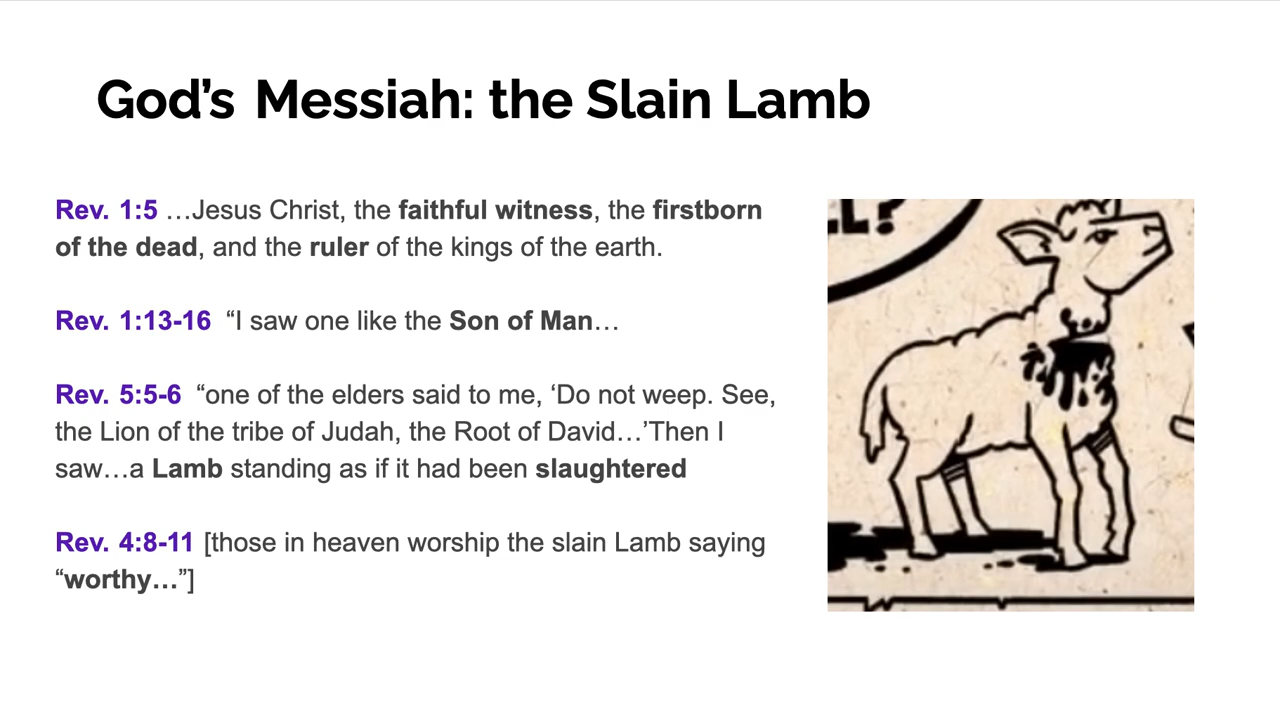 God’s Messiah: the Slain Lamb
Rev. 1:5 …Jesus Christ, the faithful witness, the firstborn
of the dead, and the ruler of the kings of the earth.
Rev. 1:13-16 “I saw one like the Son of Man…
Rev. 5:5-6 “one of the elders said to me, ‘Do not weep. See,
the Lion of the tribe of Judah, the Root of David…’Then I
saw…a Lamb standing as if it had been slaughtered
Rev. 4:8-11 [those in heaven worship the slain Lamb saying
“worthy…”]